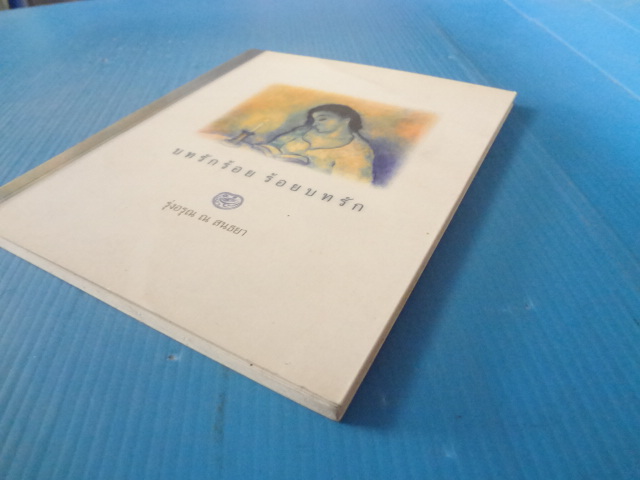 บทรักร้อย ร้อยบทรัก
รุ่งอรุณ ณ สนธยา